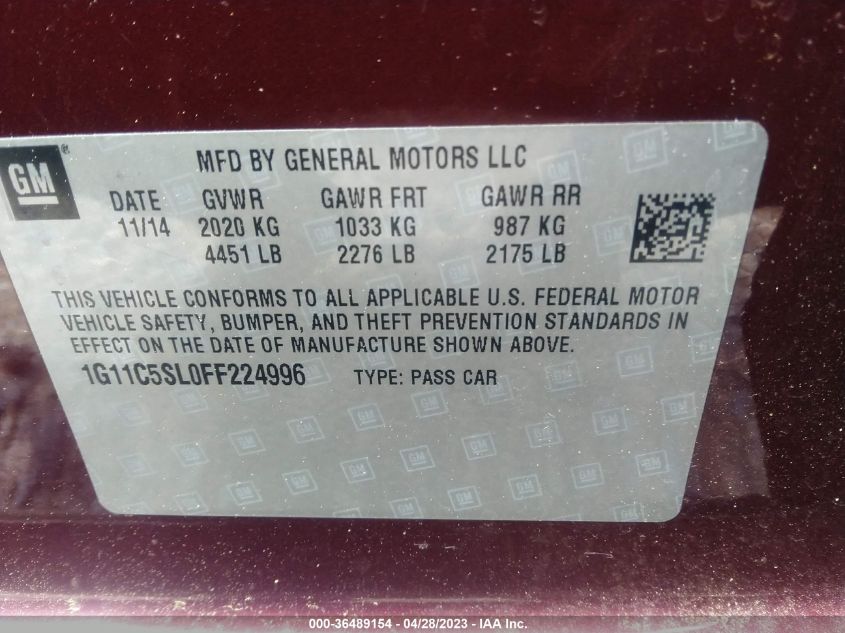 GM®
MFD BY GENERAL MOTORS LLC
DATE GVWR GAWR FRT GAWR RR
11/14 2020 KG 1033 KG 987 KG
4451 LB 2276 LB 2175 LB
THIS VEHICLE CONFORMS TO ALL APPLICABLE U.S. FEDERAL MOTOR
VEHICLE SAFETY, BUMPER, AND THEFT PREVENTION STANDARDS IN
EFFECT ON THE DATE OF MANUFACTURE SHOWN ABOVE.
1G11C5SL0FF224996 TYPE: PASS CAR
000-36489154 - 04/28/2023 - IAA Inc.